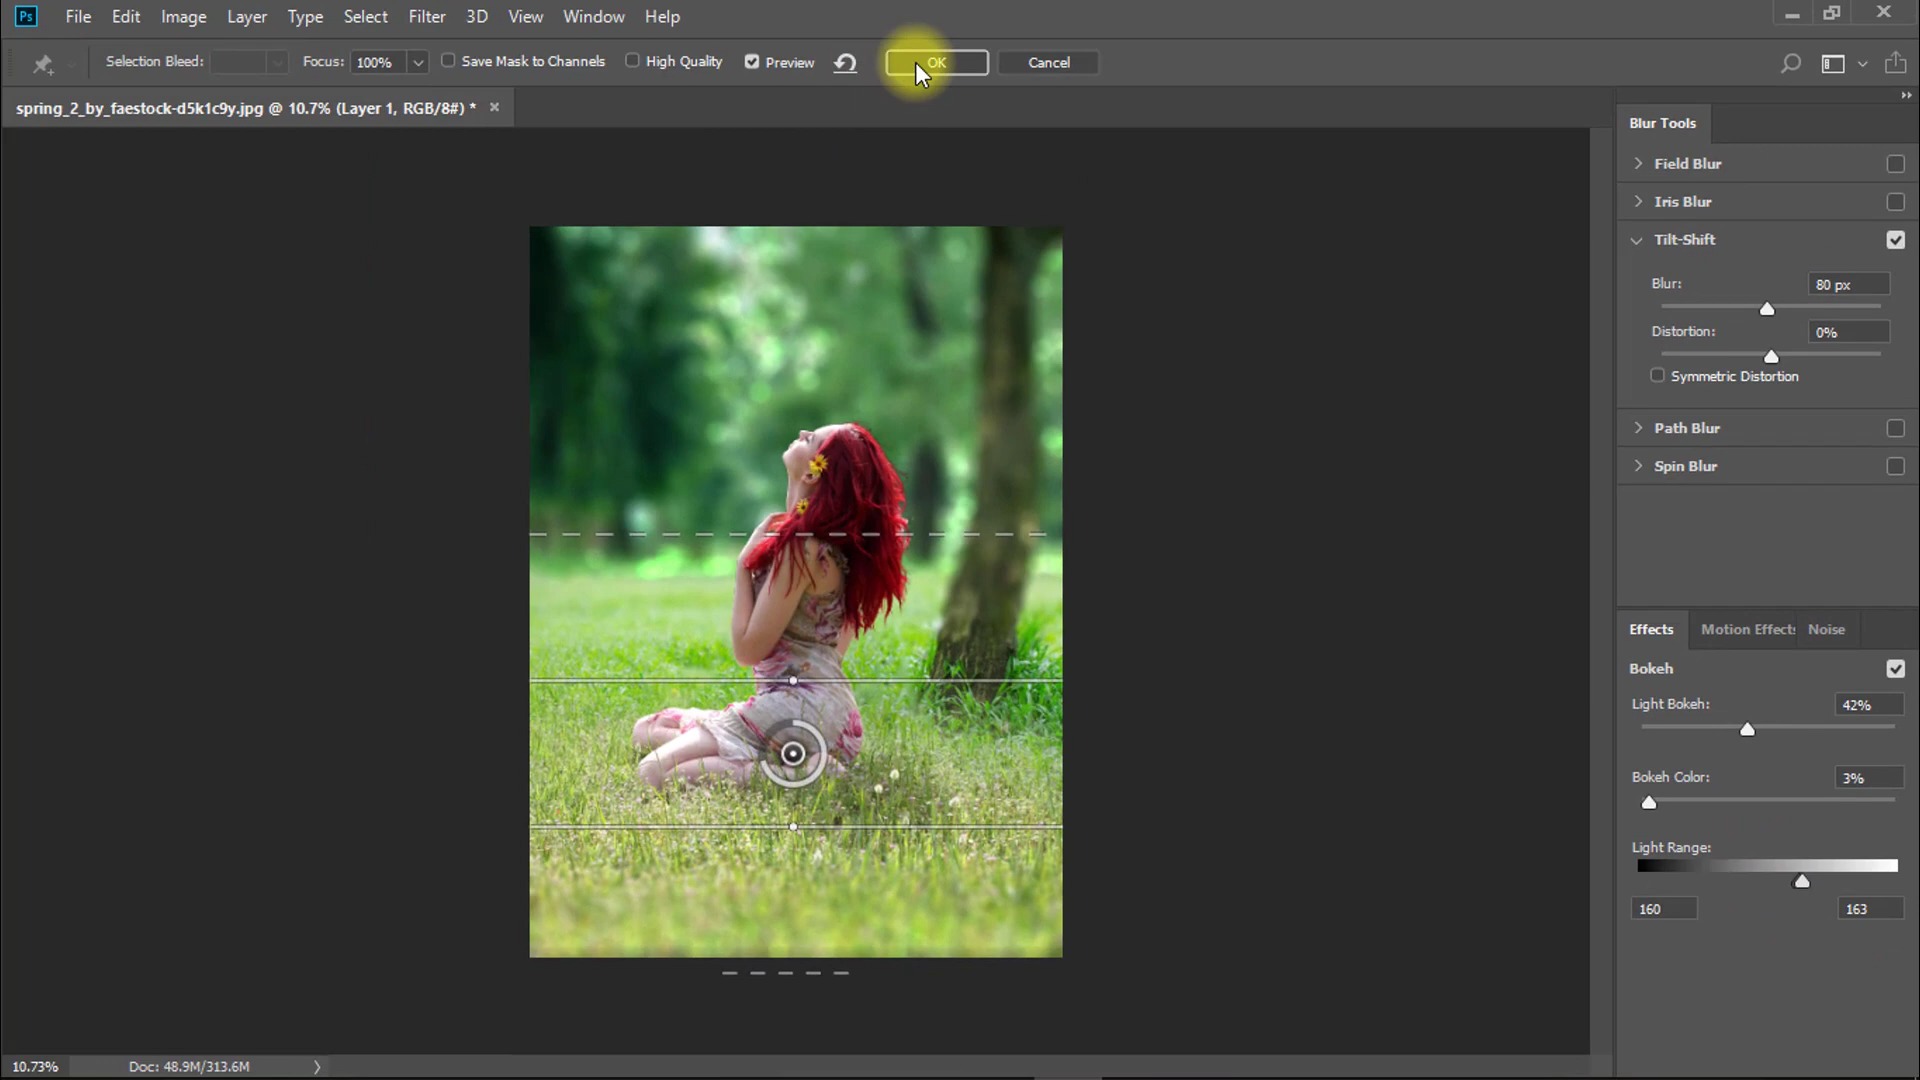 Ps File Edit Image Layer Type Select Filter 3D View Window Help
Selection Bleed: Focus: 100% Save Mask to Channels High Quality Preview OK Cancel
spring_2_by_faestock-d5k1c9y.jpg @ 10.7% (Layer 1, RGB/8#) *
Blur Tools
Field Blur
Iris Blur
Tilt-Shift
Blur: 80 px
Distortion: 0%
Symmetric Distortion
Path Blur
Spin Blur
Effects Motion Effects Noise
Bokeh
Light Bokeh: 42%
Bokeh Color: 3%
Light Range:
160 163
10.73% Doc: 48.9M/313.6M